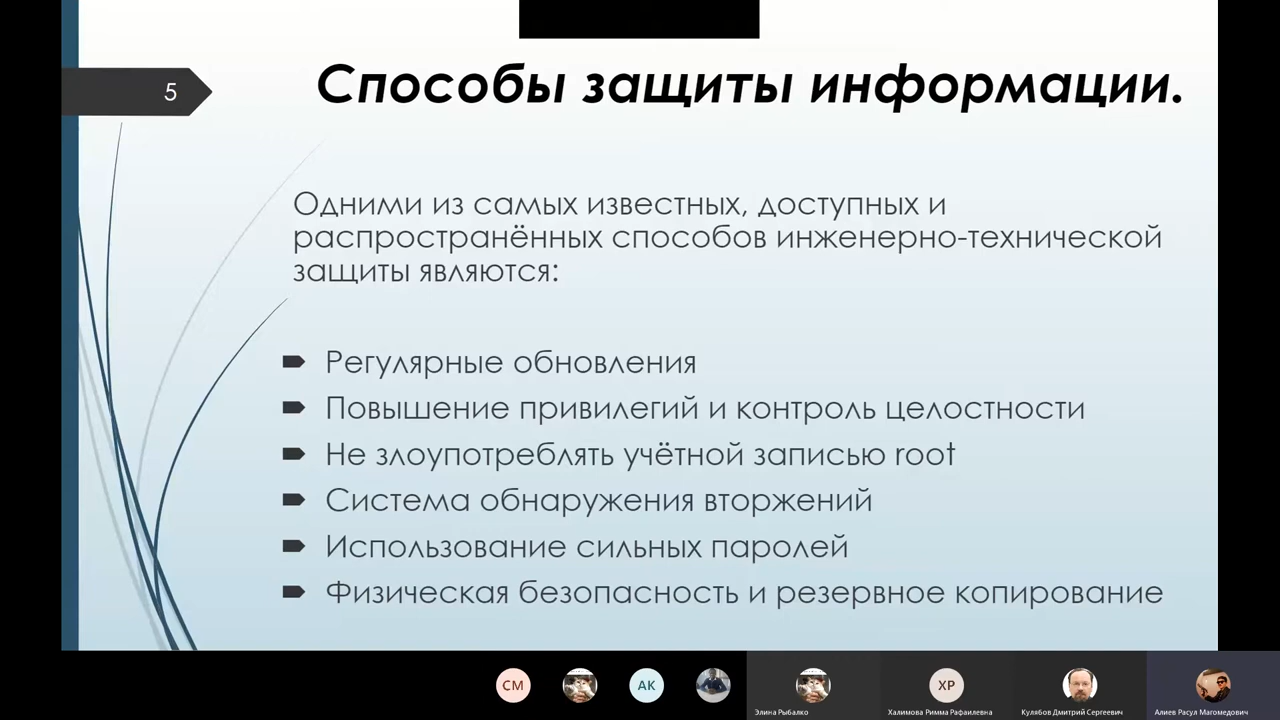 5
Способы защиты информации.
Одними из самых известных, доступных и
распространённых способов инженерно-технической
защиты являются:
Регулярные обновления
Повышение привилегий и контроль целостности
Не злоупотреблять учётной записью root
Система обнаружения вторжений
Использование сильных паролей
Физическая безопасность и резервное копирование
СМ
АК
ХР
Элина Рыбалко
Халимова Римма Рафаилевна
Кулябов Дмитрий Сергеевич
Алиев Расул Магомедович